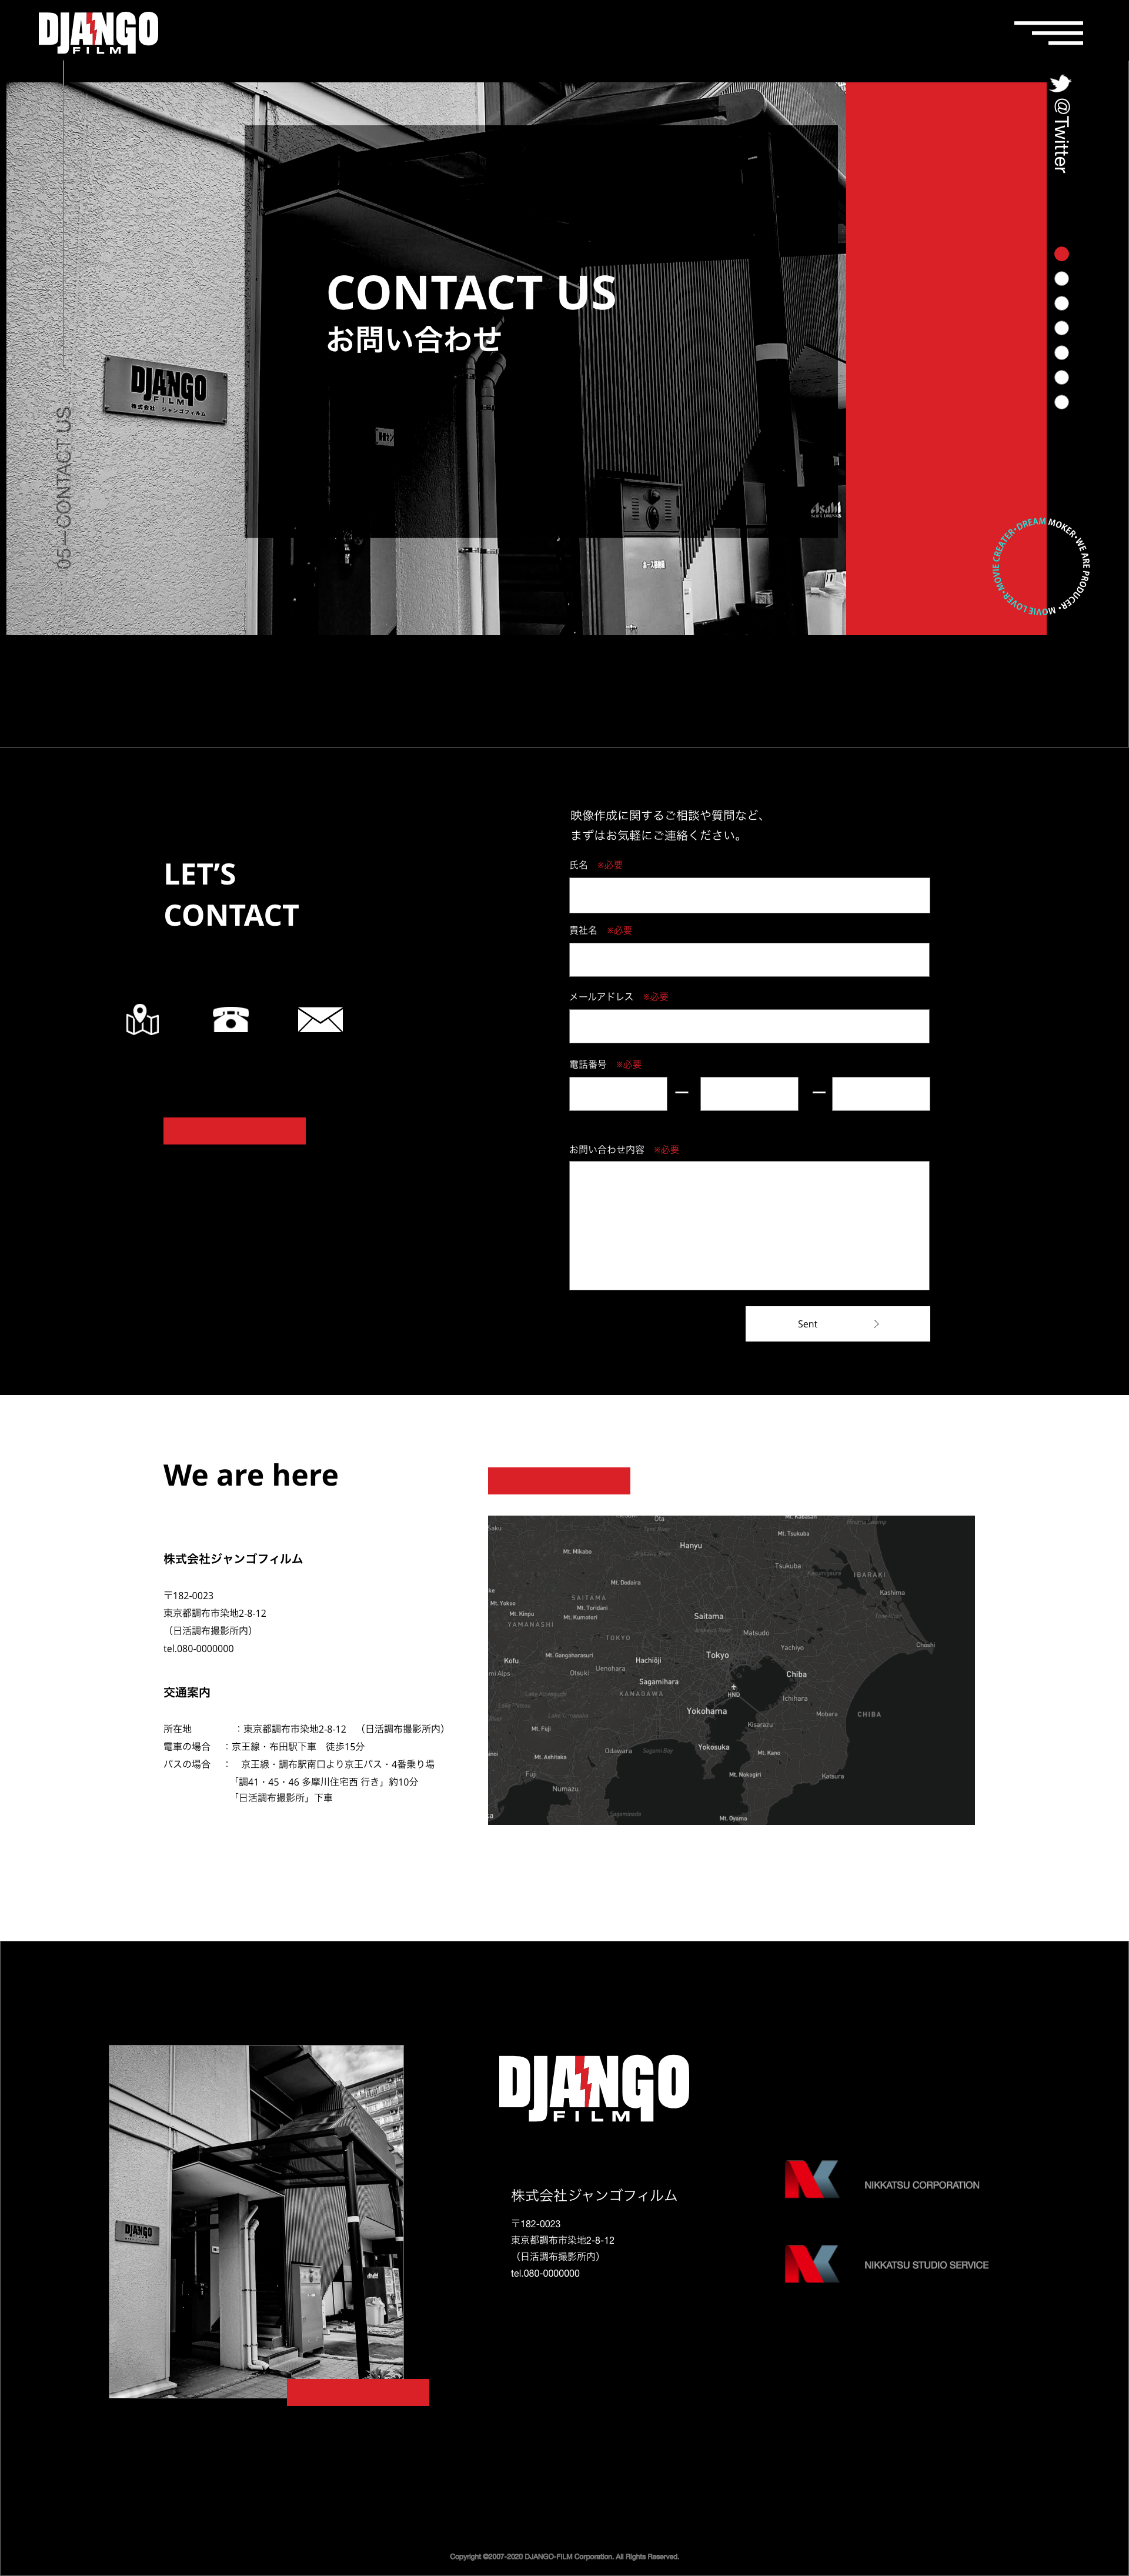 DJANGO
FILM
@Twitter
CONTACT US
お問い合わせ
DJANGO
FILM
株式会社 ジャンゴフィルム
05—CONTACT US
Asahi
SOFT DRINKS
MOVIE CREATER・DREAM MOKER・WE ARE PRODUCER・MOVIE LOVER・
映像作成に関するご相談や質問など、
まずはお気軽にご連絡ください。
LET’S
CONTACT
氏名 ※必要
貴社名 ※必要
メールアドレス ※必要
電話番号 ※必要
お問い合わせ内容 ※必要
Sent
We are here
株式会社ジャンゴフィルム
〒182-0023
東京都調布市染地2-8-12
（日活調布撮影所内）
tel.080-0000000
交通案内
所在地 ：東京都調布市染地2-8-12 （日活調布撮影所内）
電車の場合 ：京王線・布田駅下車 徒歩15分
バスの場合 ： 京王線・調布駅南口より京王バス・4番乗り場
「調41・45・46 多摩川住宅西 行き」約10分
「日活調布撮影所」下車
Ota
Hanyu
Mt. Tsukuba
Mt. Mikabo
Tsukuba
IBARAKI
Mt. Dodaira
Kashima
SAITAMA
Mt. Yokoo
Mt. Toridani
Mt. Kinpu
Mt. Kumotori
Saitama
YAMANASHI
Matsudo
TOKYO
Choshi
Yachiyo
Mt. Gangaharasuri
Tokyo
Kofu
Hachiōji
Uenohara
Otsuki
Chiba
mi Alps
Sagamihara
HND
KANAGAWA
Ichihara
Yokohama
Mobara
CHIBA
Mt. Fuji
Kisarazu
Yokosuka
Odawara
Sagami Bay
Mt. Ashitaka
Mt. Kano
Fuji
Mt. Nokogiri
Katsura
Numazu
Mt. Oyama
DJANGO
FILM
DJANGO
株式会社ジャンゴフィルム
〒182-0023
東京都調布市染地2-8-12
（日活調布撮影所内）
tel.080-0000000
NIKKATSU CORPORATION
NIKKATSU STUDIO SERVICE
Copyright ©2007-2020 DJANGO-FILM Corporation. All Rights Reserved.